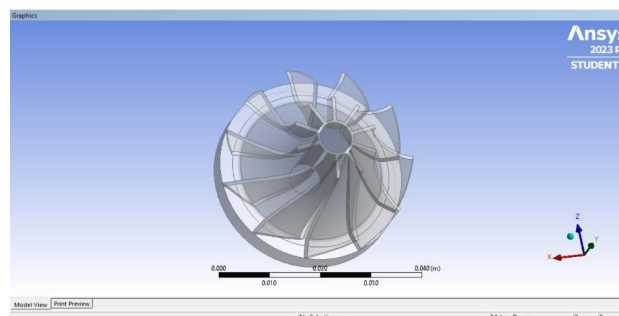 Graphics
Ansys
2023 R
STUDENT
Z
Y
X
0.000
0.020
0.040 (m)
0.010
0.030
Model View
Print Preview